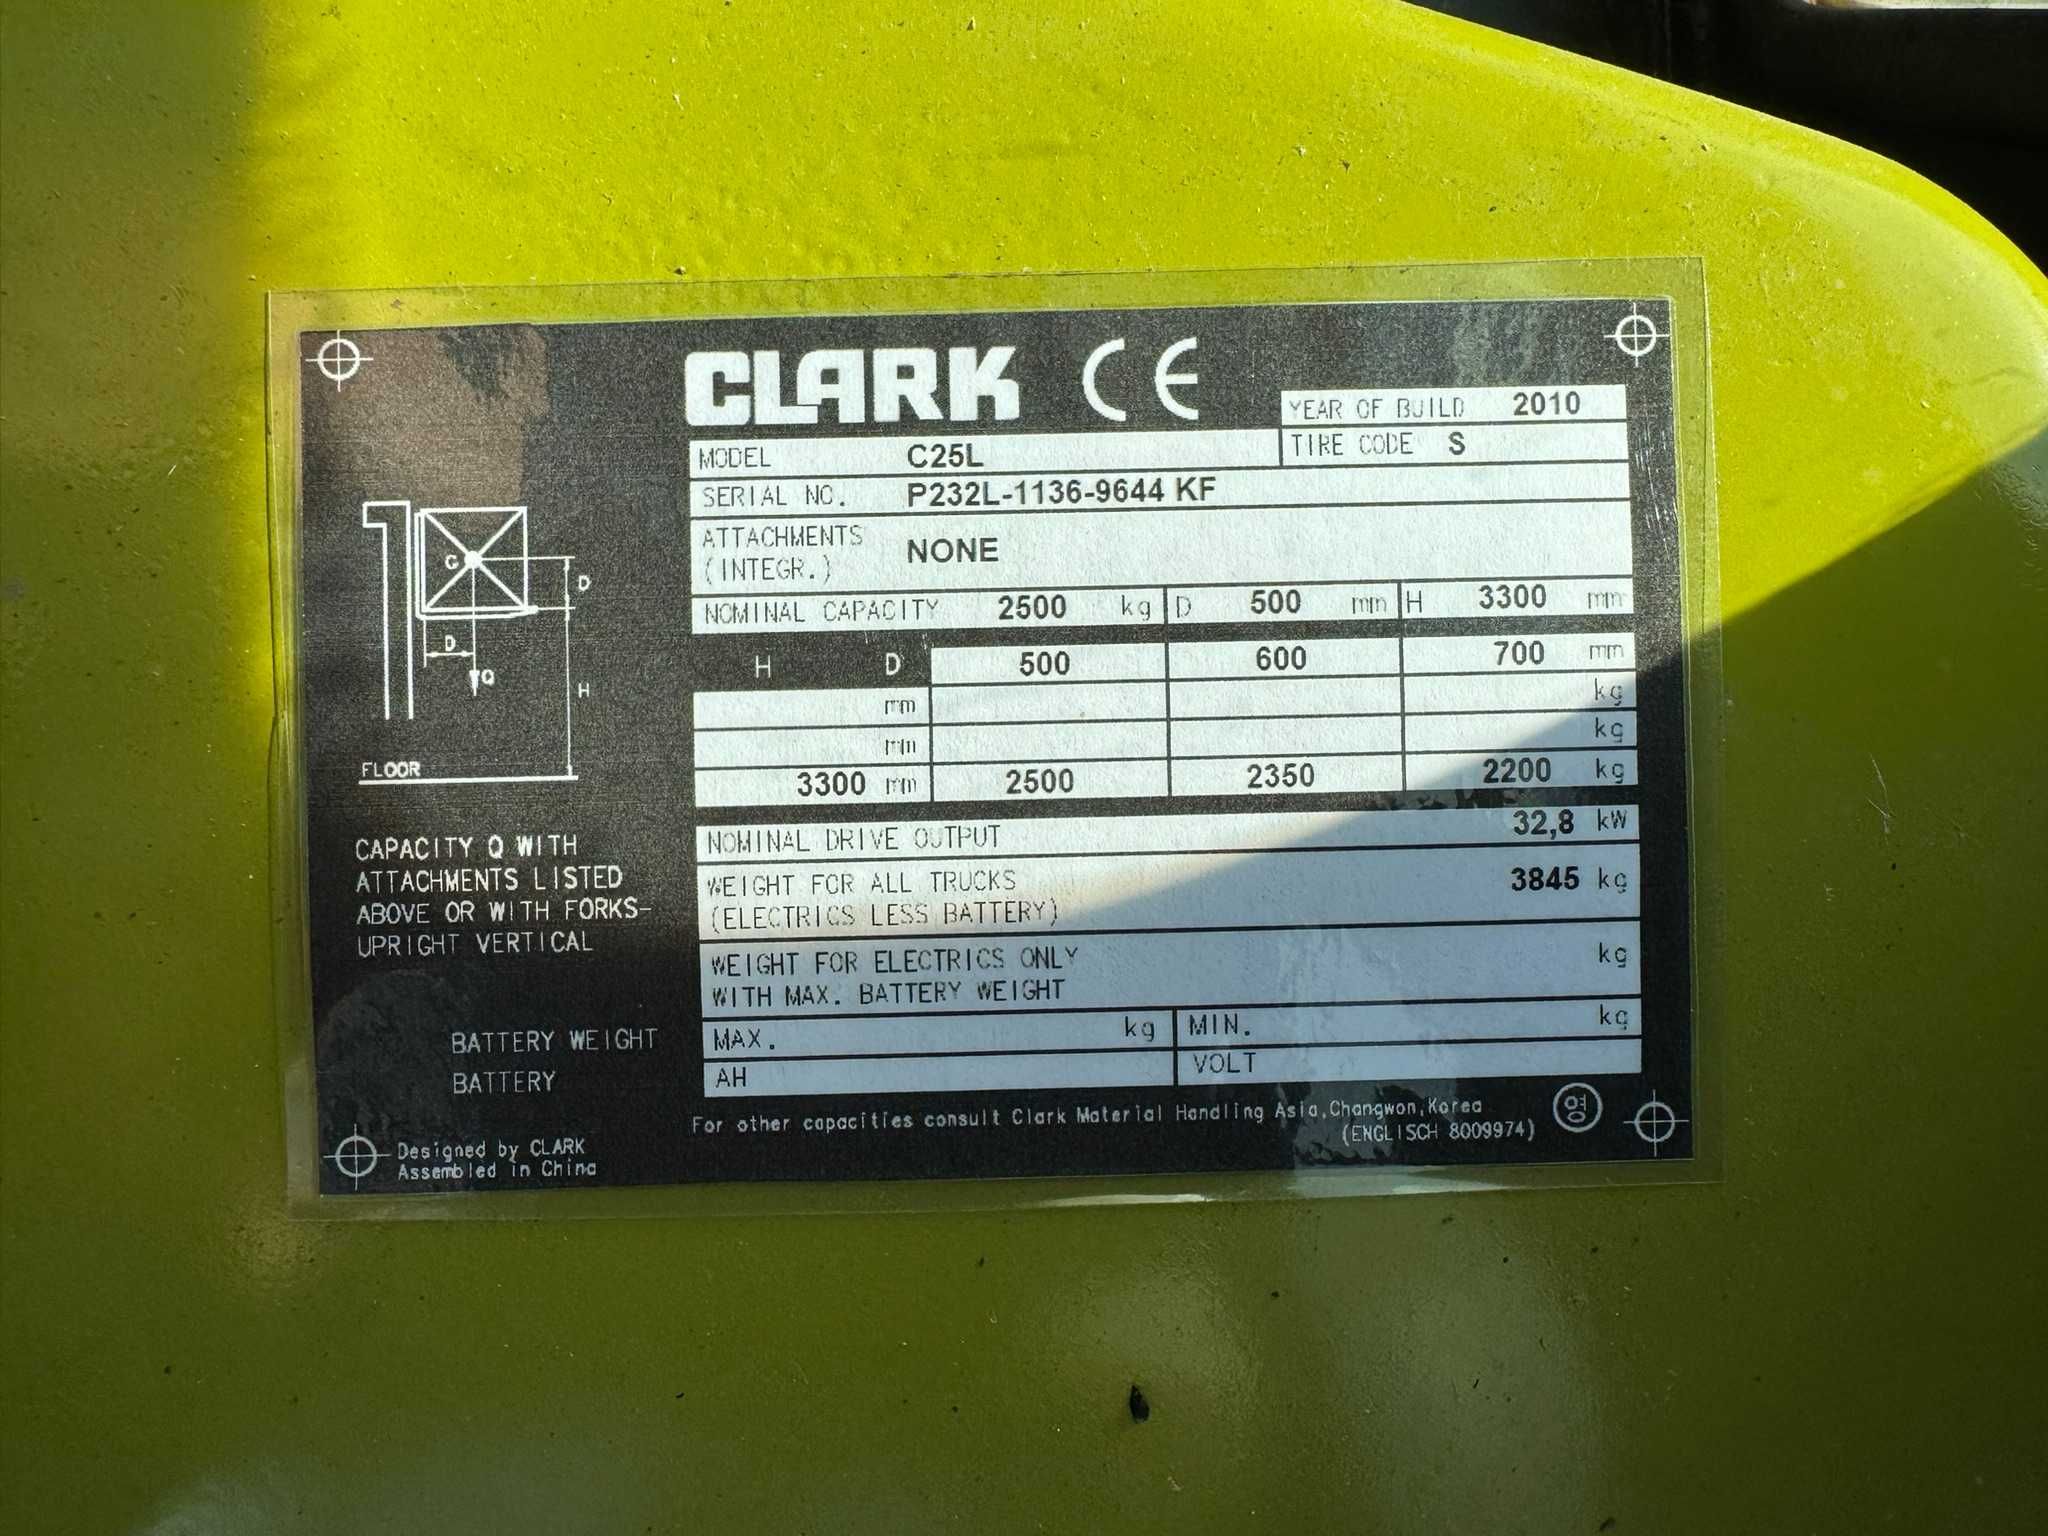 CLARK CE
YEAR OF BUILD 2010
MODEL C25L TIRE CODE S
SERIAL NO. P232L-1136-9644 KF
ATTACHMENTS (INTEGR.) NONE
NOMINAL CAPACITY 2500 kg D 500 mm H 3300 mm
H D 500 600 700 mm
mm kg
mm kg
3300 mm 2500 2350 2200 kg
NOMINAL DRIVE OUTPUT 32,8 kW
WEIGHT FOR ALL TRUCKS 3845 kg
(ELECTRICS LESS BATTERY)
WEIGHT FOR ELECTRICS ONLY kg
WITH MAX. BATTERY WEIGHT
BATTERY WEIGHT MAX. kg MIN. kg
BATTERY AH VOLT
G D
D
Q
H
FLOOR
CAPACITY Q WITH
ATTACHMENTS LISTED
ABOVE OR WITH FORKS-
UPRIGHT VERTICAL
For other capacities consult Clark Material Handling Asia,Changwon,Korea
(ENGLISCH 8009974)
영
Designed by CLARK
Assembled in China